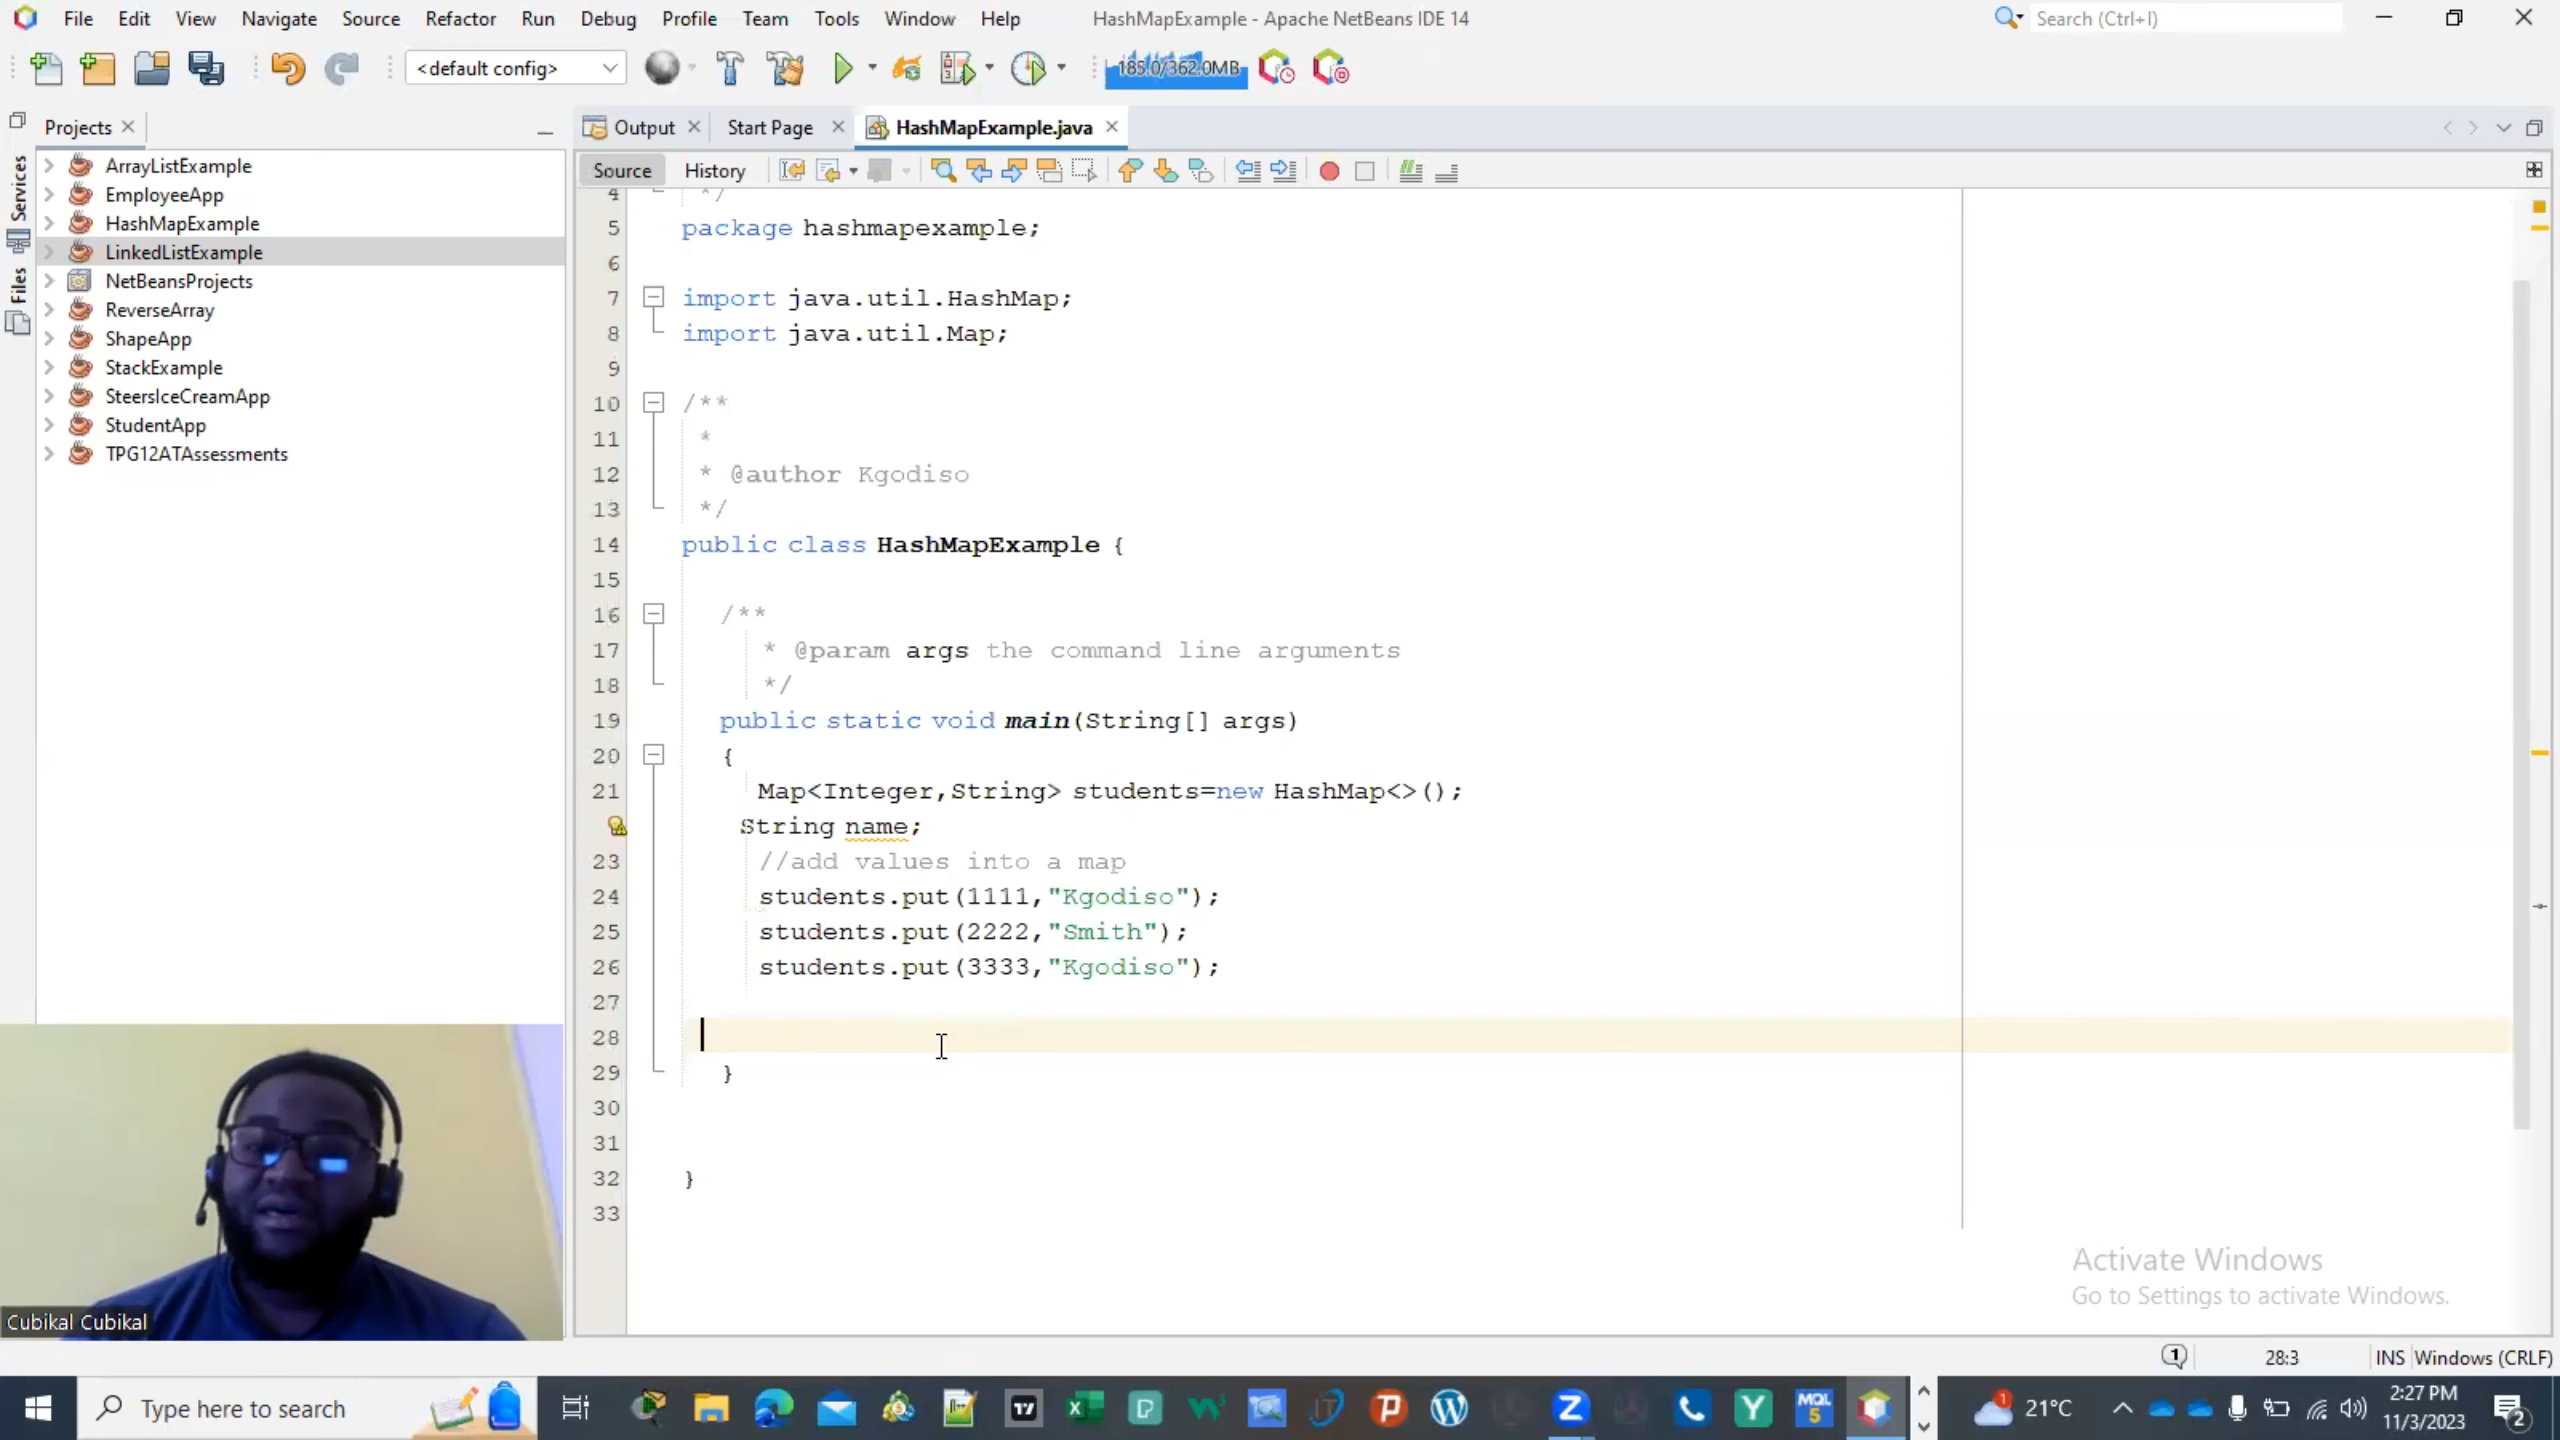 File Edit View Navigate Source Refactor Run Debug Profile Team Tools Window Help HashMapExample - Apache NetBeans IDE 14 Search (Ctrl+I)
<default config> 185.0/362.0MB
Projects
Output Start Page HashMapExample.java
Services
Files
ArrayListExample
EmployeeApp
HashMapExample
LinkedListExample
NetBeansProjects
ReverseArray
ShapeApp
StackExample
SteersIceCreamApp
StudentApp
TPG12ATAssessments
Source History
4 */
5 package hashmapexample;
6
7 import java.util.HashMap;
8 import java.util.Map;
9
10 /**
11 *
12 * @author Kgodiso
13 */
14 public class HashMapExample {
15
16 /**
17 * @param args the command line arguments
18 */
19 public static void main(String[] args)
20 {
21 Map<Integer,String> students=new HashMap<>();
String name;
23 //add values into a map
24 students.put(1111,"Kgodiso");
25 students.put(2222,"Smith");
26 students.put(3333,"Kgodiso");
27
28
29 }
30
31
32 }
33
Cubikal Cubikal
Activate Windows
Go to Settings to activate Windows.
1 28:3 INS Windows (CRLF)
Type here to search
17
MQL
5
1 21°C
2:27 PM
11/3/2023
2